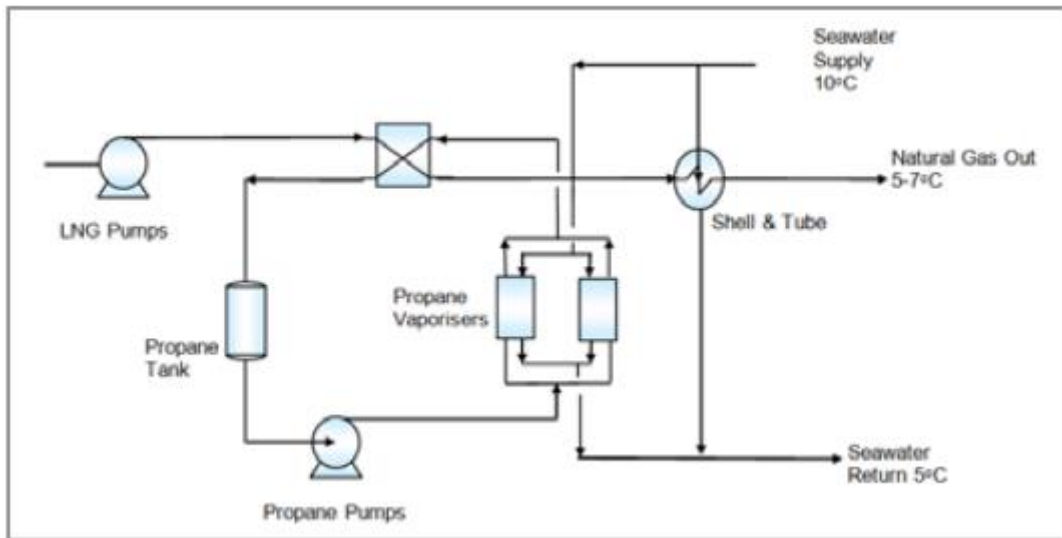 Seawater
Supply
10ºC
Natural Gas Out
5-7ºC
Shell & Tube
LNG Pumps
Propane
Vaporisers
Propane
Tank
Seawater
Return 5ºC
Propane Pumps